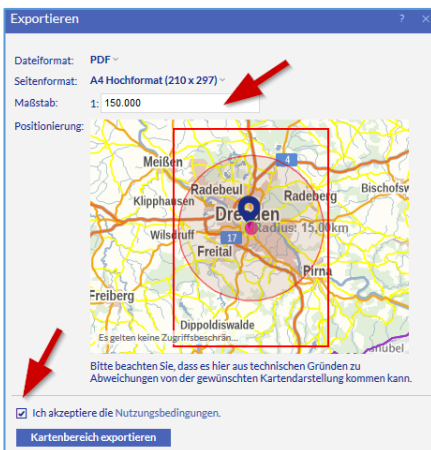 Exportieren ? ×
Dateiformat: PDF
Seitenformat: A4 Hochformat (210 x 297)
Maßstab: 1: 150.000
Positionierung:
Meißen
4
Radebeul
Radeberg
Bischofsw
Klipphausen
Dresden
Radius: 15,00km
Wilsdruff
17
Freital
Pirna
Freiberg
Dippoldiswalde
Es gelten keine Zugriffsbeschrän...
Bitte beachten Sie, dass es hier aus technischen Gründen zu
Abweichungen von der gewünschten Kartendarstellung kommen kann.
Ich akzeptiere die Nutzungsbedingungen.
Kartenbereich exportieren